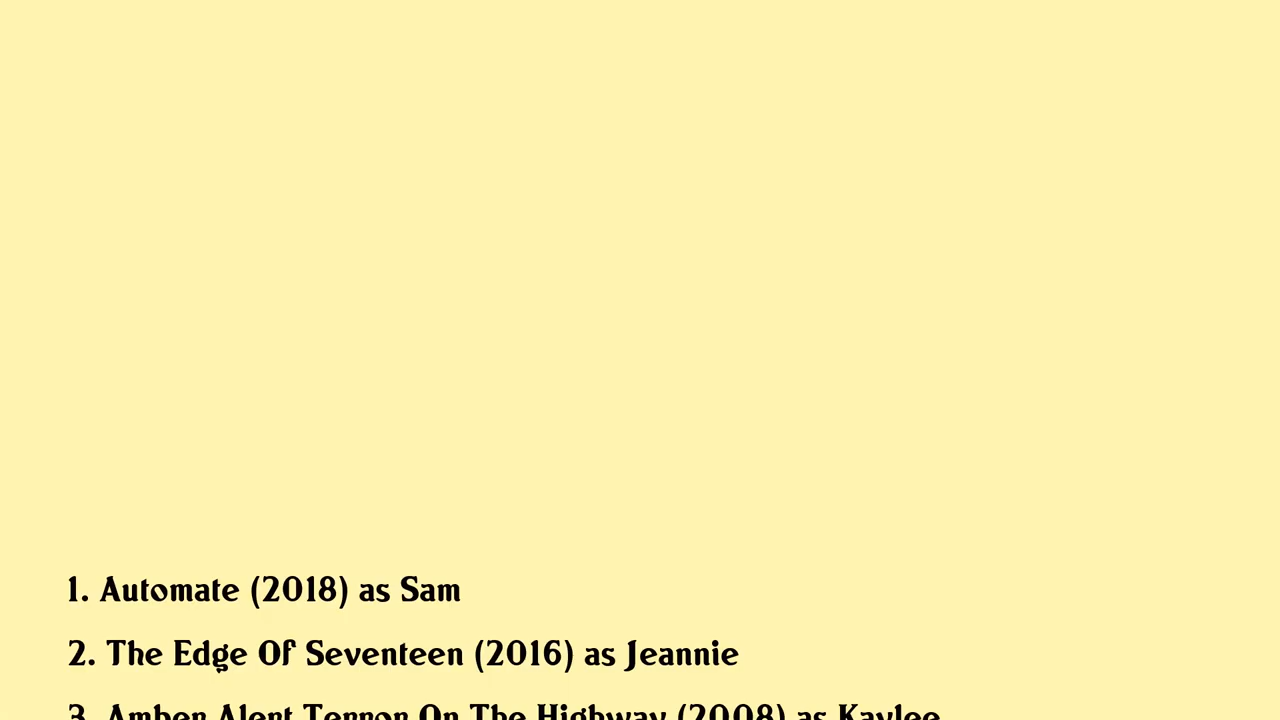 1. Automate (2018) as Sam
2. The Edge Of Seventeen (2016) as Jeannie
3. Amber Alert Terror On The Highway (2008) as Kaylee